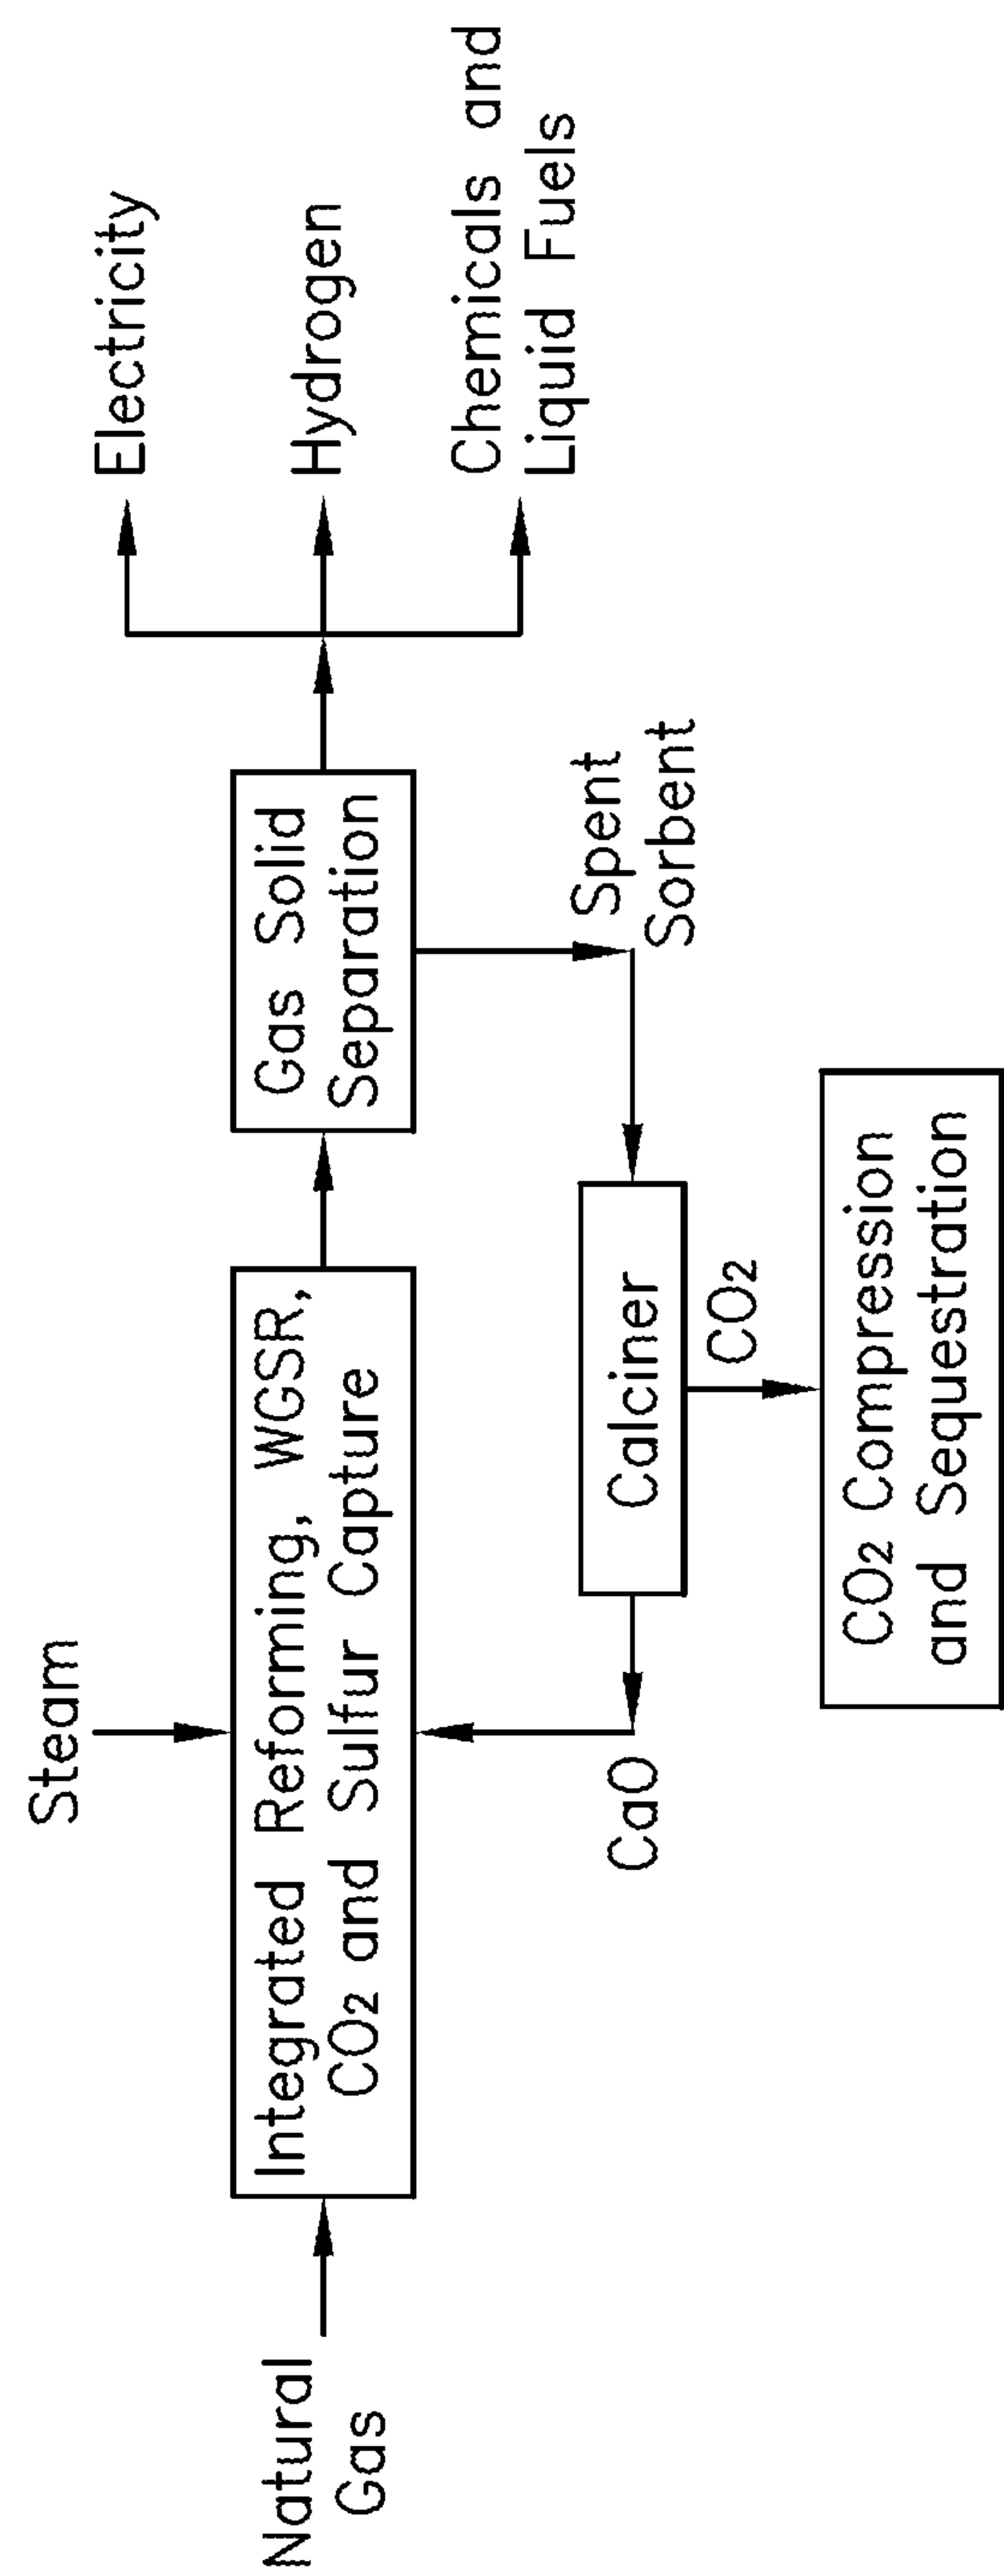 Steam
Natural
Gas
Integrated Reforming, WGSR,
CO2 and Sulfur Capture
Gas Solid
Separation
Electricity
Hydrogen
Chemicals and
Liquid Fuels
Spent
Sorbent
CaO
Calciner
CO2
CO2 Compression
and Sequestration